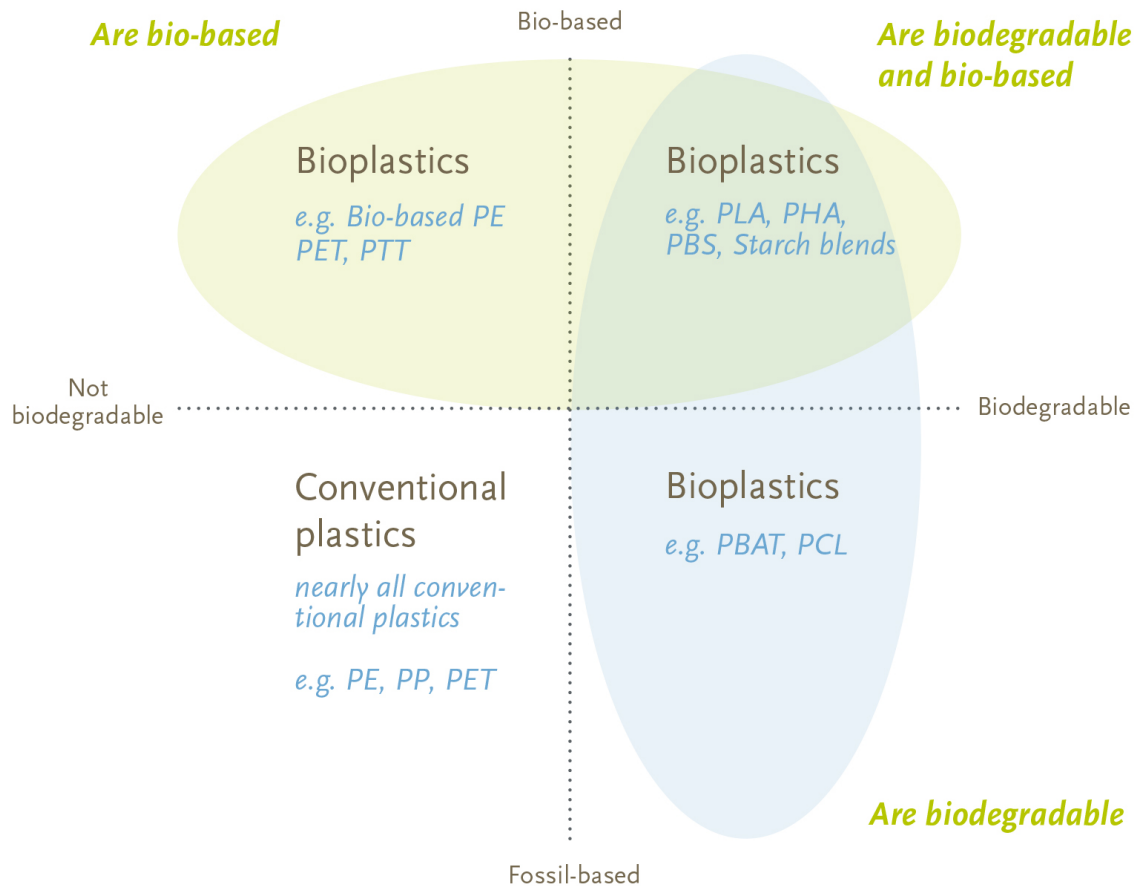 Are bio-based
Bio-based
Are biodegradable
and bio-based
Bioplastics
e.g. Bio-based PE
PET, PTT
Bioplastics
e.g. PLA, PHA,
PBS, Starch blends
Not
biodegradable
Biodegradable
Conventional
plastics
nearly all conven-
tional plastics
e.g. PE, PP, PET
Bioplastics
e.g. PBAT, PCL
Are biodegradable
Fossil-based